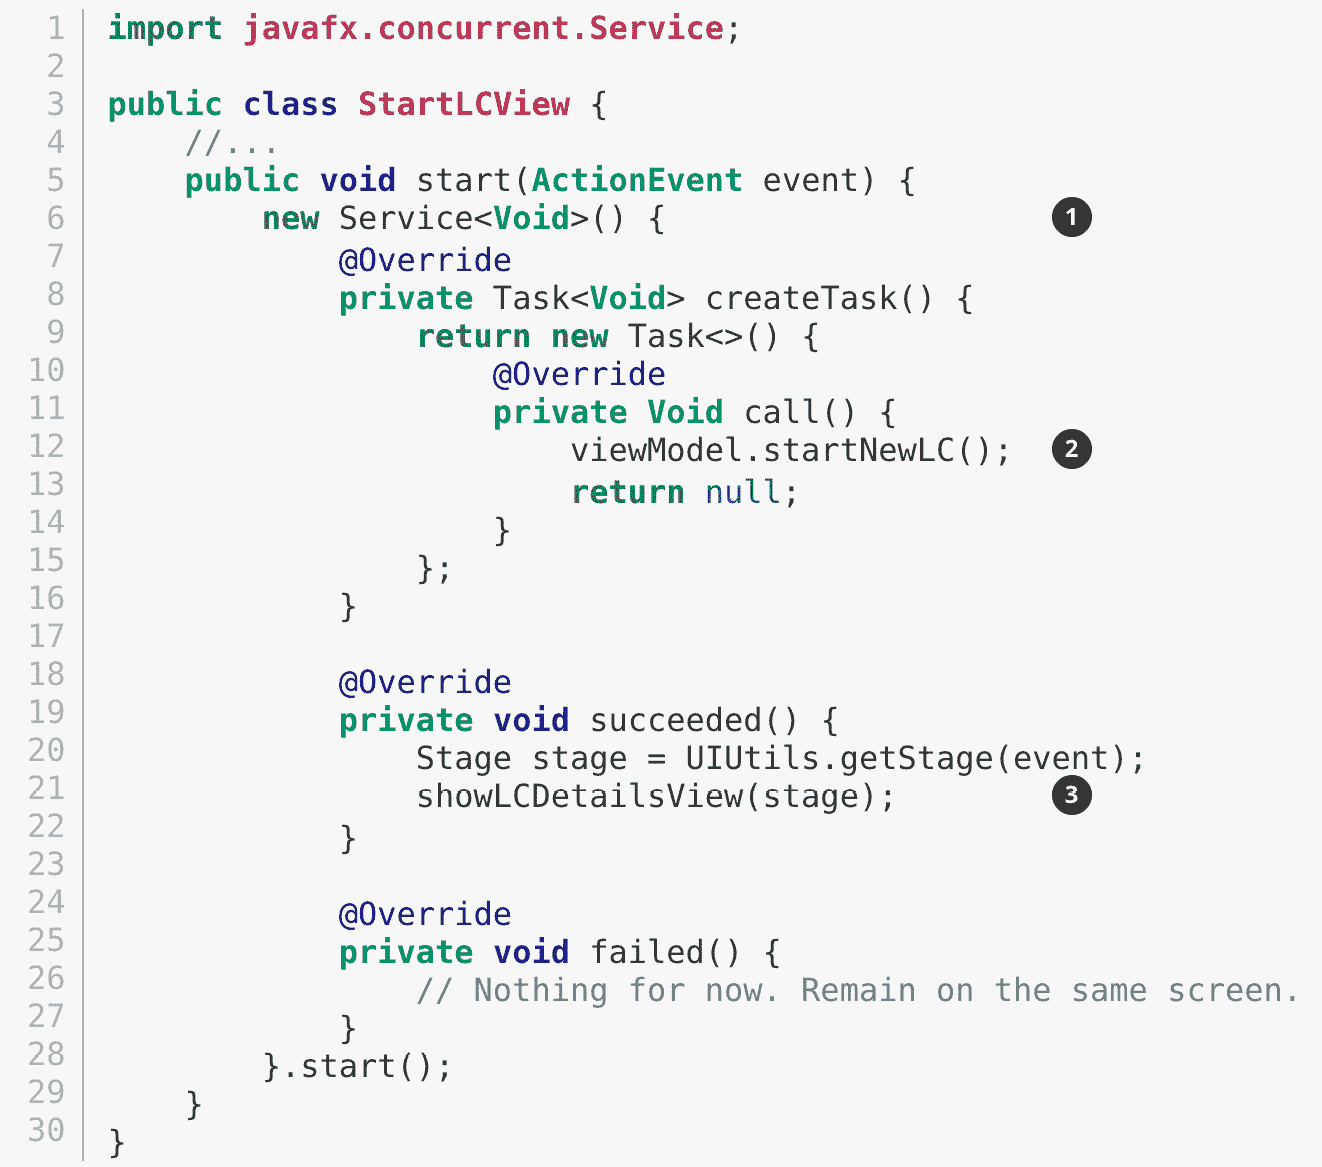 1 import javafx.concurrent.Service;
2
3 public class StartLCView {
4     //...
5     public void start(ActionEvent event) {
6         new Service<Void>() { 1
7             @Override
8             private Task<Void> createTask() {
9                 return new Task<>() {
10                     @Override
11                     private Void call() {
12                         viewModel.startNewLC(); 2
13                         return null;
14                     }
15                 };
16             }
17
18             @Override
19             private void succeeded() {
20                 Stage stage = UIUtils.getStage(event);
21                 showLCDetailsView(stage); 3
22             }
23
24             @Override
25             private void failed() {
26                 // Nothing for now. Remain on the same screen.
27             }
28         }.start();
29     }
30 }